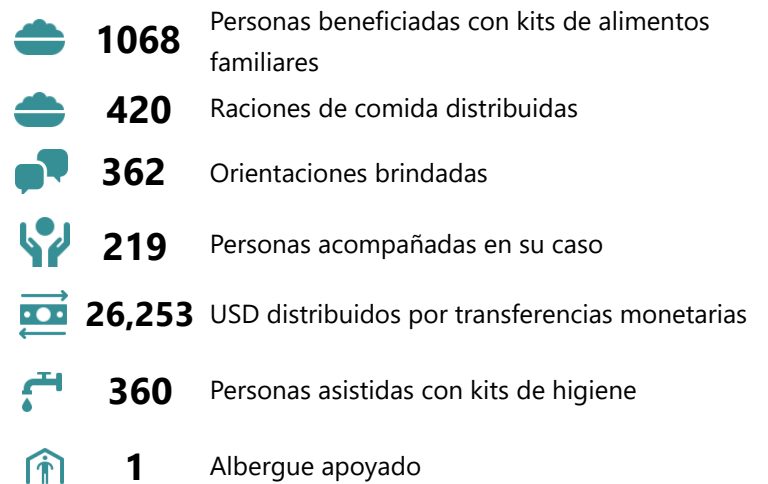 1068 Personas beneficiadas con kits de alimentos
familiares
420 Raciones de comida distribuidas
362 Orientaciones brindadas
219 Personas acompañadas en su caso
26,253 USD distribuidos por transferencias monetarias
360 Personas asistidas con kits de higiene
1 Albergue apoyado